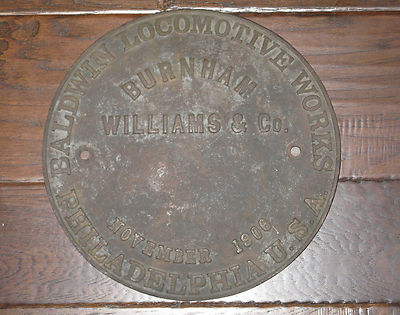 BALDWIN LOCOMOTIVE WORKS
BURNHAM
WILLIAMS & Co.
NOVEMBER 1906
PHILADELPHIA U.S.A.